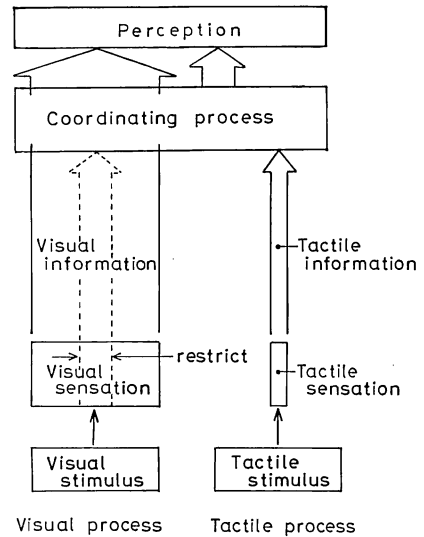 Perception
Coordinating process
Visual
information
Tactile
information
restrict
Visual
sensation
Tactile
sensation
Visual
stimulus
Tactile
stimulus
Visual process
Tactile process